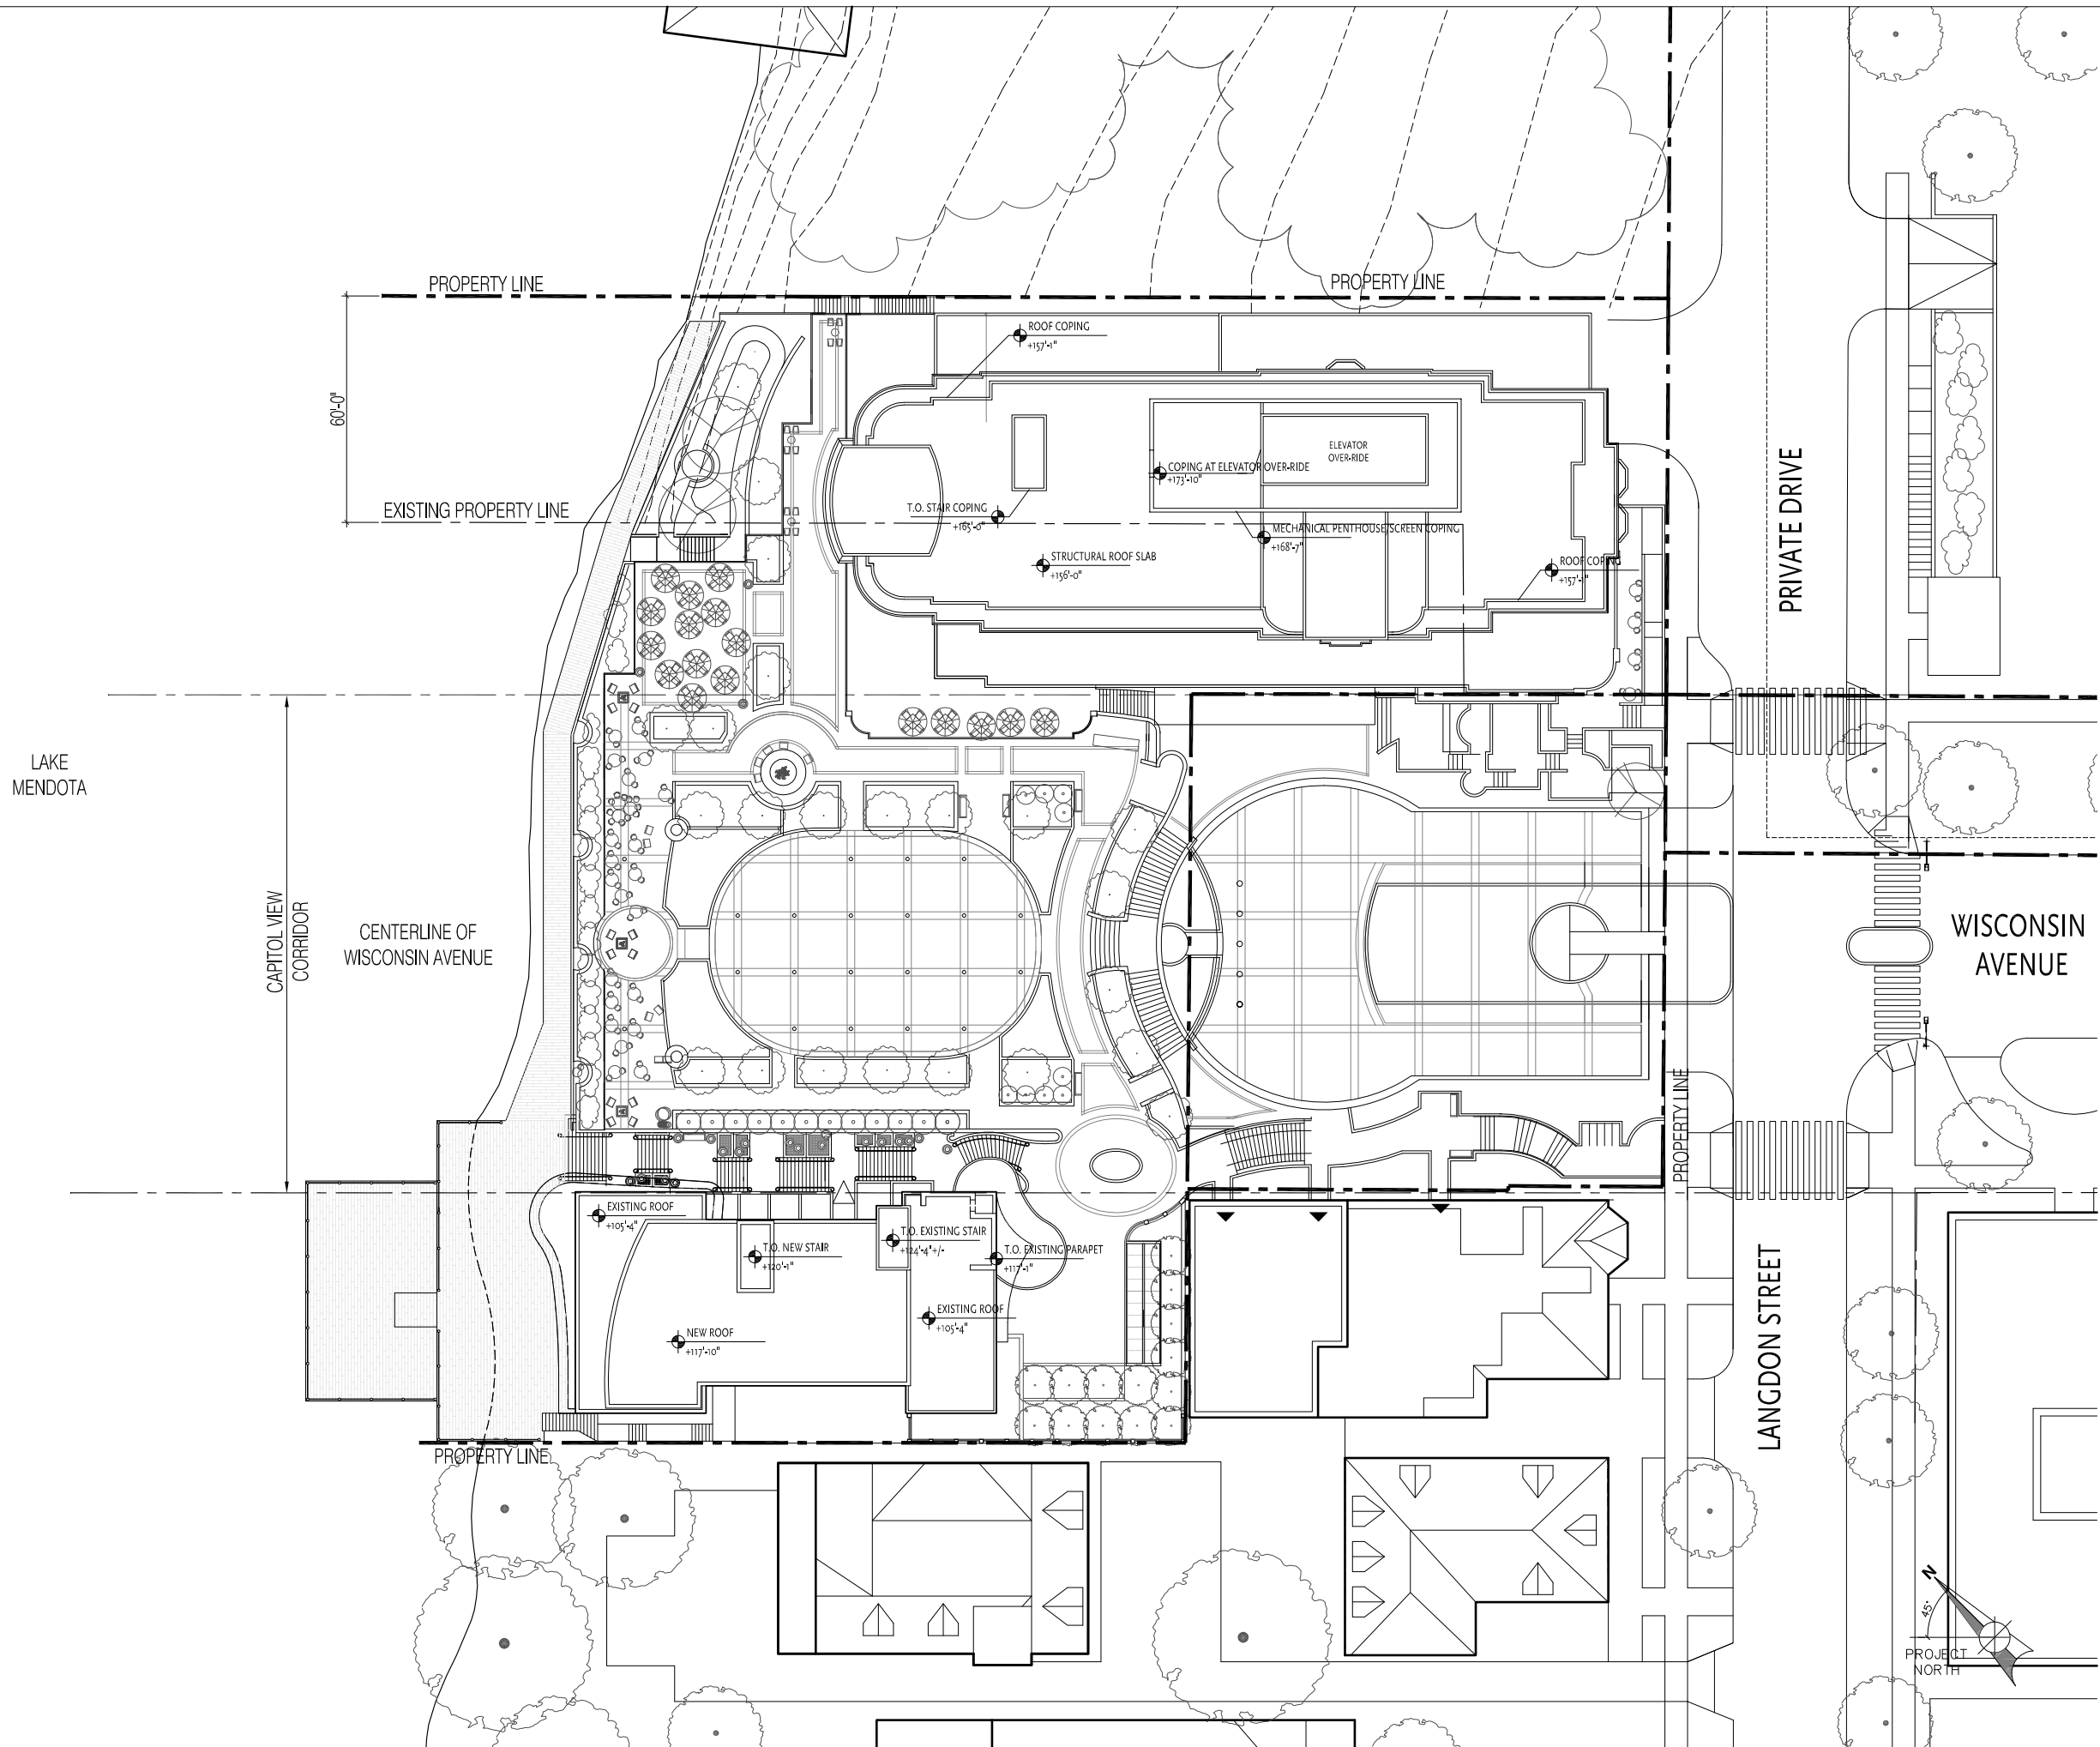 PROPERTY LINE
PROPERTY LINE
ROOF COPING
+157'-1"
60'-0"
ELEVATOR
OVER-RIDE
COPING AT ELEVATOR OVER-RIDE
+173'-10"
EXISTING PROPERTY LINE
T.O. STAIR COPING
+165'-0"
MECHANICAL PENTHOUSE/SCREEN COPING
+168'-7"
STRUCTURAL ROOF SLAB
+156'-0"
ROOF COPING
+157'-1"
PRIVATE DRIVE
LAKE
MENDOTA
CAPITOL VIEW
CORRIDOR
CENTERLINE OF
WISCONSIN AVENUE
WISCONSIN
AVENUE
PROPERTY LINE
EXISTING ROOF
+105'-4"
T.O. NEW STAIR
+120'-1"
T.O. EXISTING STAIR
+124'-4"+/-
T.O. EXISTING PARAPET
+117'-1"
EXISTING ROOF
+105'-4"
NEW ROOF
+117'-10"
LANGDON STREET
PROPERTY LINE
N
45°
PROJECT
NORTH